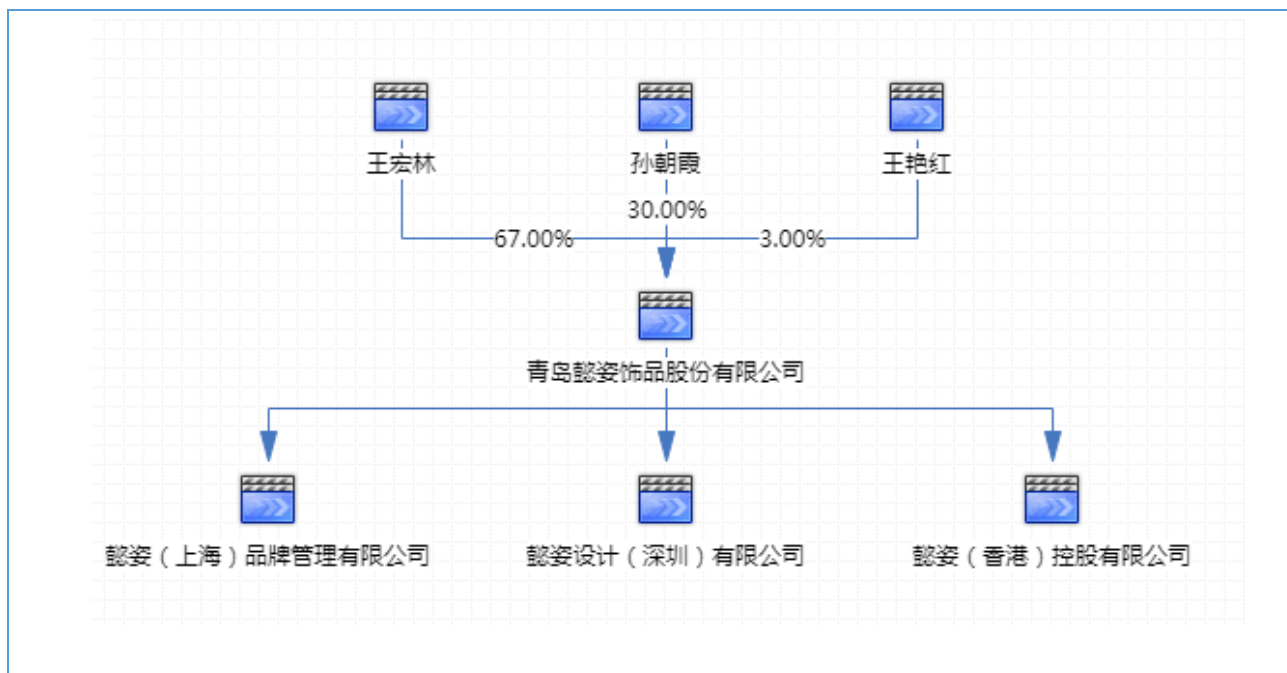 王宏林
孙朝霞
王艳红
30.00%
67.00%
3.00%
青岛懿姿饰品股份有限公司
懿姿（上海）品牌管理有限公司
懿姿设计（深圳）有限公司
懿姿（香港）控股有限公司